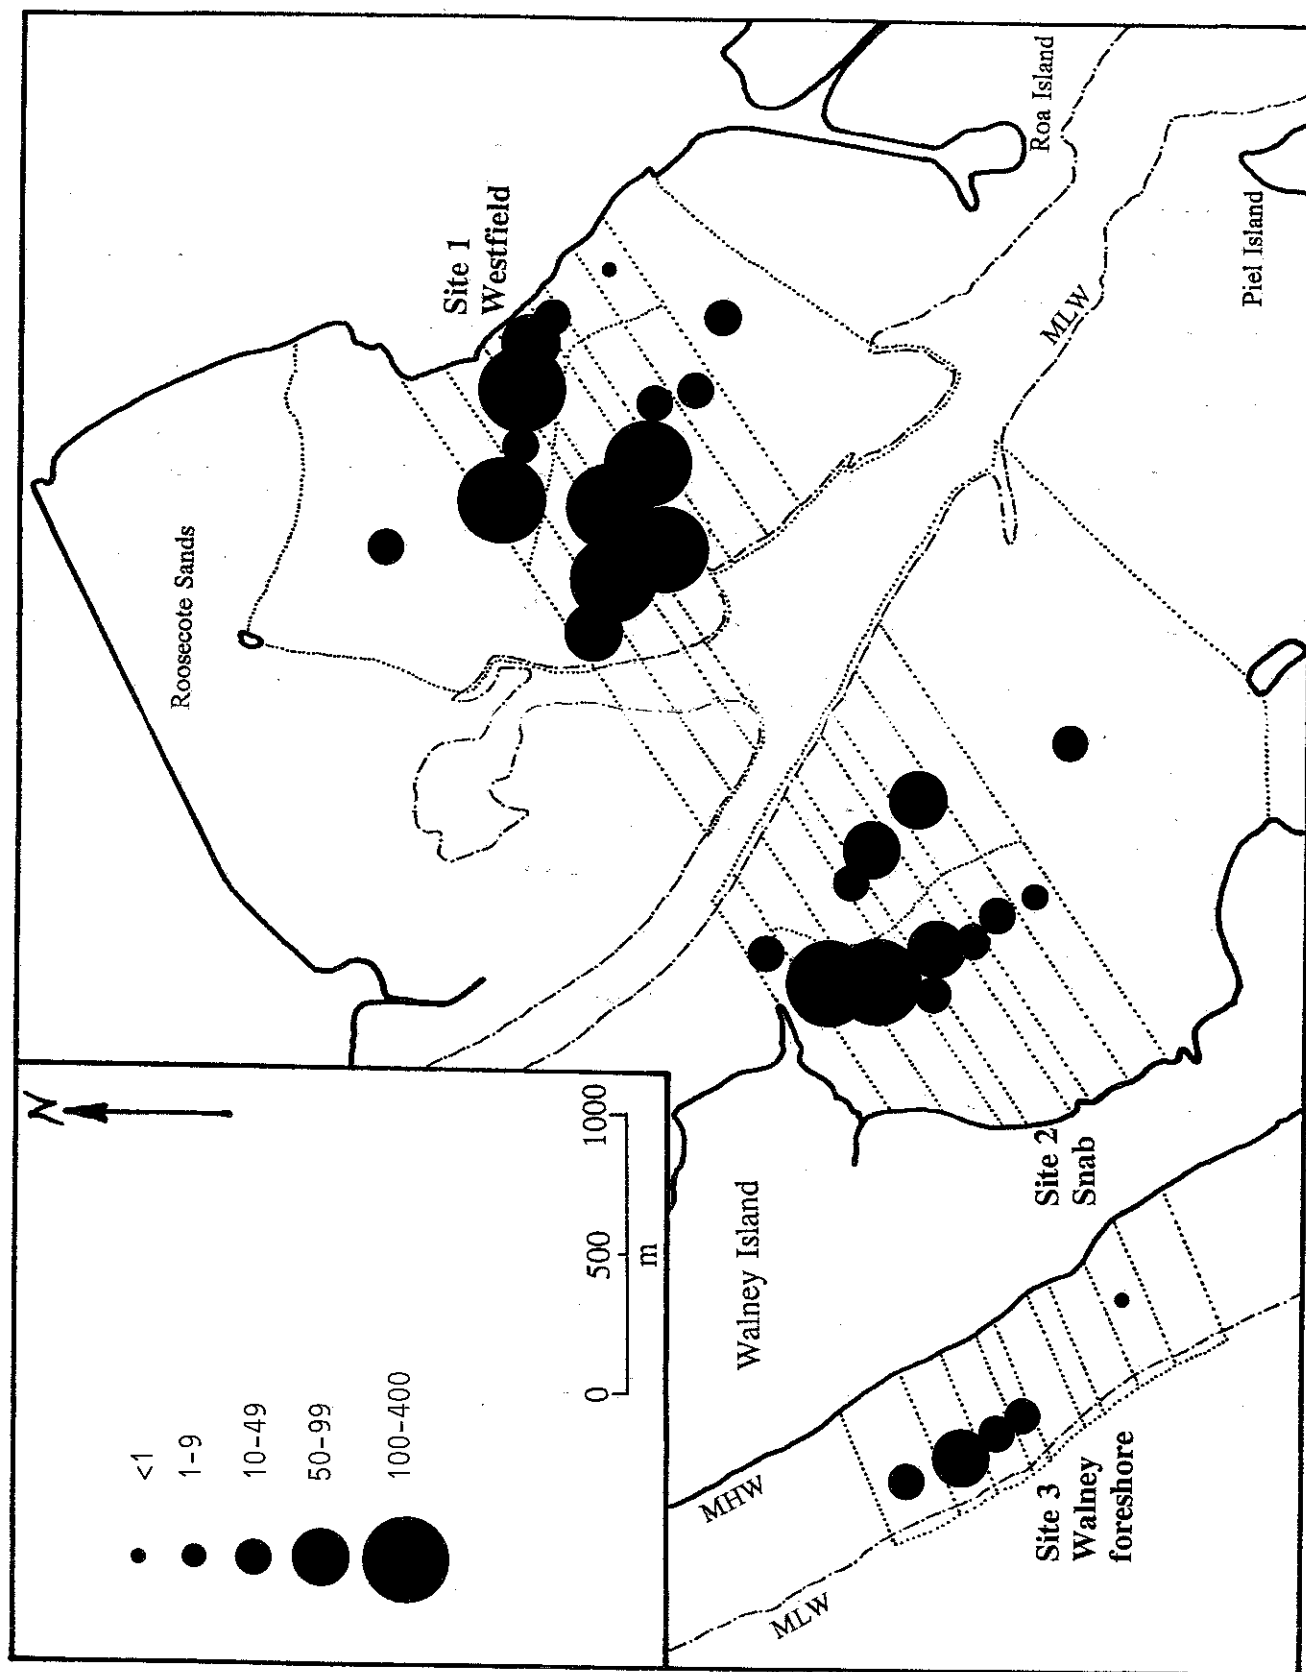 N
<1
1-9
10-49
50-99
100-400
0 500 1000
m
Roosecote Sands
Site 1
Westfield
Roa Island
Piel Island
MLW
Walney Island
Site 2
Snab
MHW
MLW
Site 3
Walney
foreshore